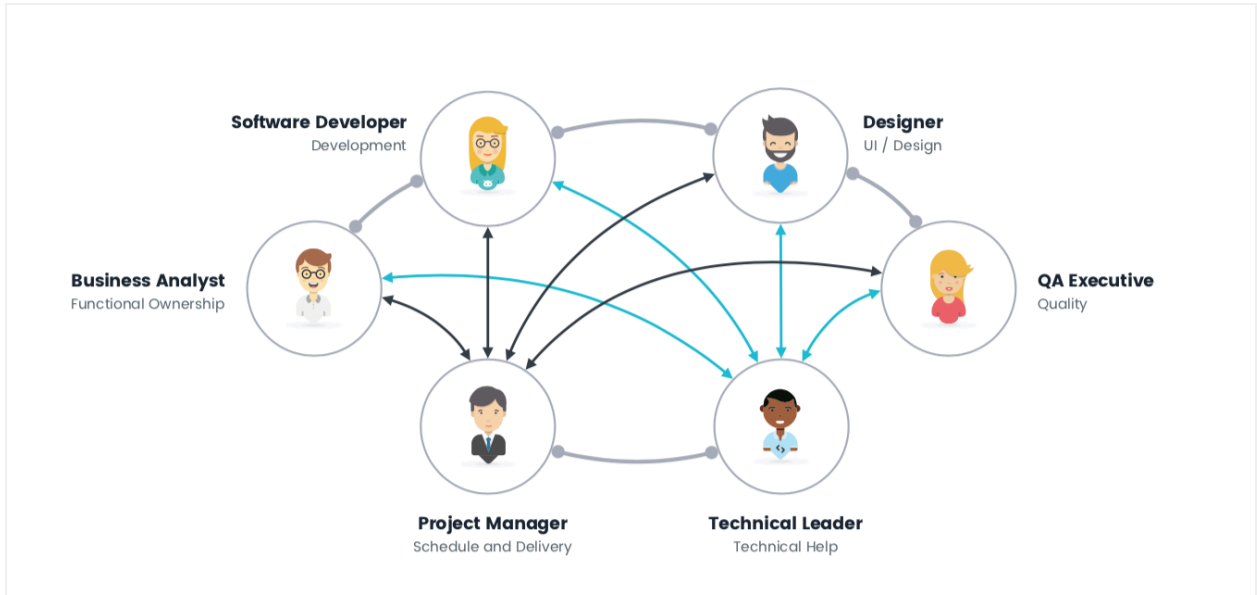 Software Developer
Development
Designer
UI / Design
Business Analyst
Functional Ownership
QA Executive
Quality
Project Manager
Schedule and Delivery
Technical Leader
Technical Help